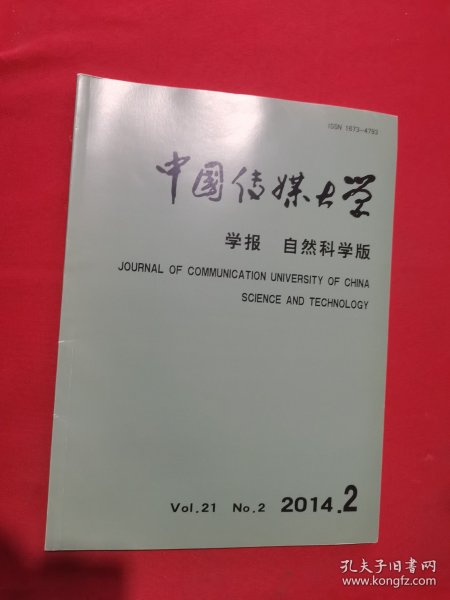 ISSN 1673-4793
中国传媒大学
学报 自然科学版
JOURNAL OF COMMUNICATION UNIVERSITY OF CHINA
SCIENCE AND TECHNOLOGY
Vol.21 No.2 2014.2
孔夫子旧书网
www.kongfz.com